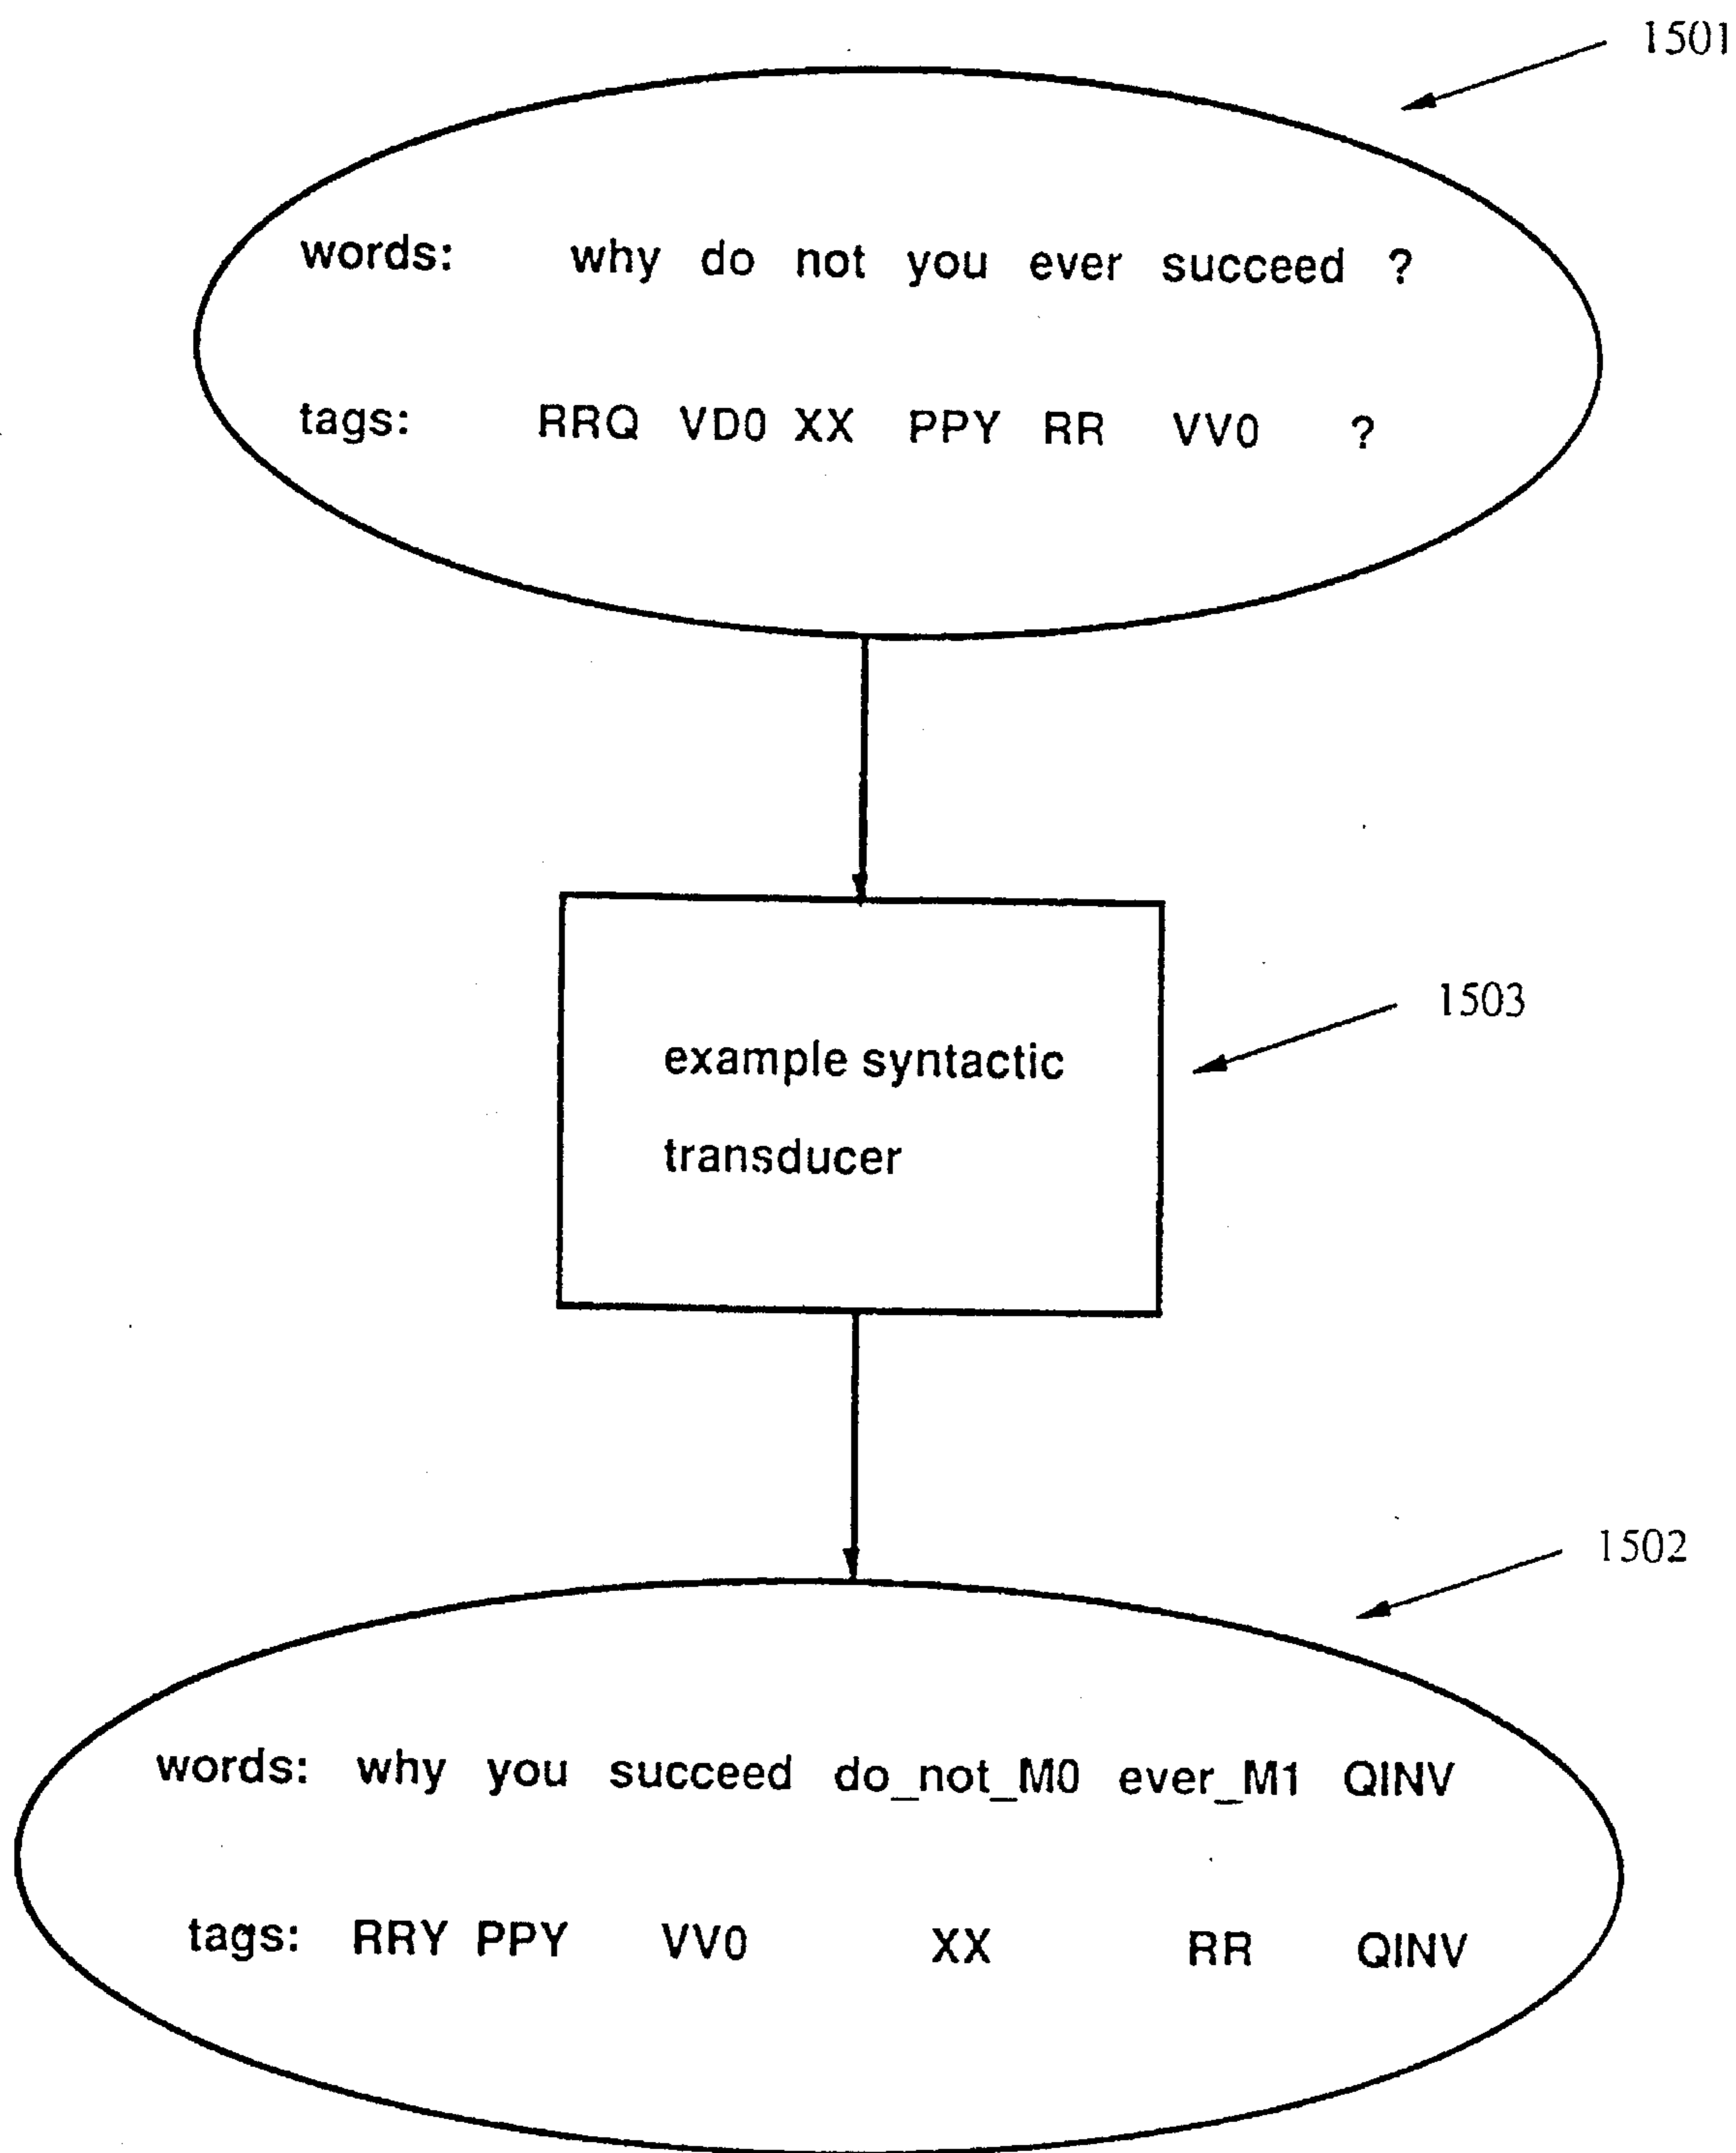 1501
words: why do not you ever succeed ?
tags: RRQ VD0 XX PPY RR VV0 ?
1503
example syntactic
transducer
1502
words: why you succeed do_not_M0 ever_M1 QINV
tags: RRY PPY VV0 XX RR QINV